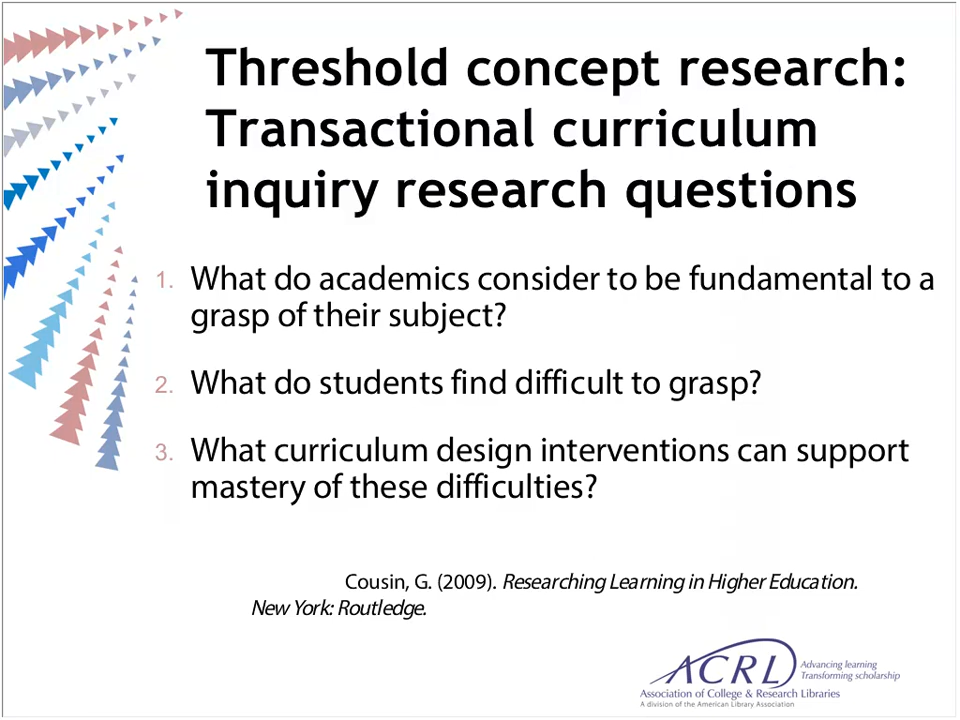 Threshold concept research:
Transactional curriculum
inquiry research questions
1. What do academics consider to be fundamental to a
grasp of their subject?
2. What do students find difficult to grasp?
3. What curriculum design interventions can support
mastery of these difficulties?
Cousin, G. (2009). Researching Learning in Higher Education.
New York: Routledge.
ACRL
Advancing learning
Transforming scholarship
Association of College & Research Libraries
A division of the American Library Association